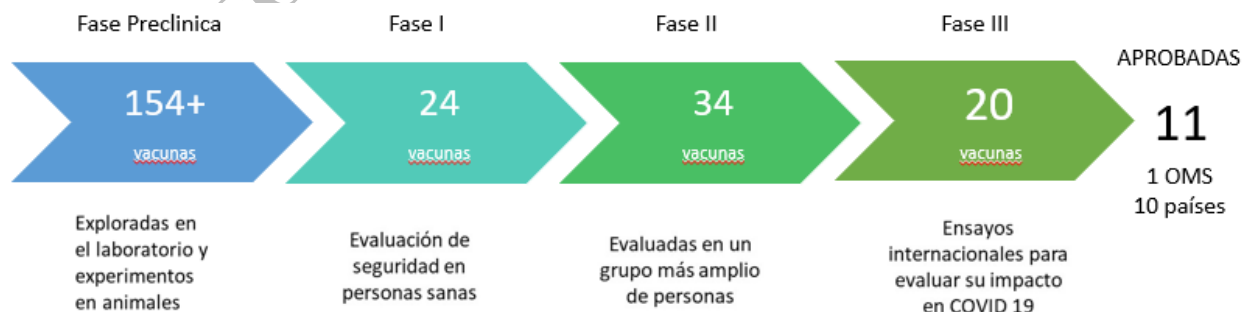 Fase Preclinica
Fase I
Fase II
Fase III
APROBADAS
154+
vacunas
24
vacunas
34
vacunas
20
vacunas
11
1 OMS
10 países
Exploradas en
el laboratorio y
experimentos
en animales
Evaluación de
seguridad en
personas sanas
Evaluadas en un
grupo más amplio
de personas
Ensayos
internacionales para
evaluar su impacto
en COVID 19